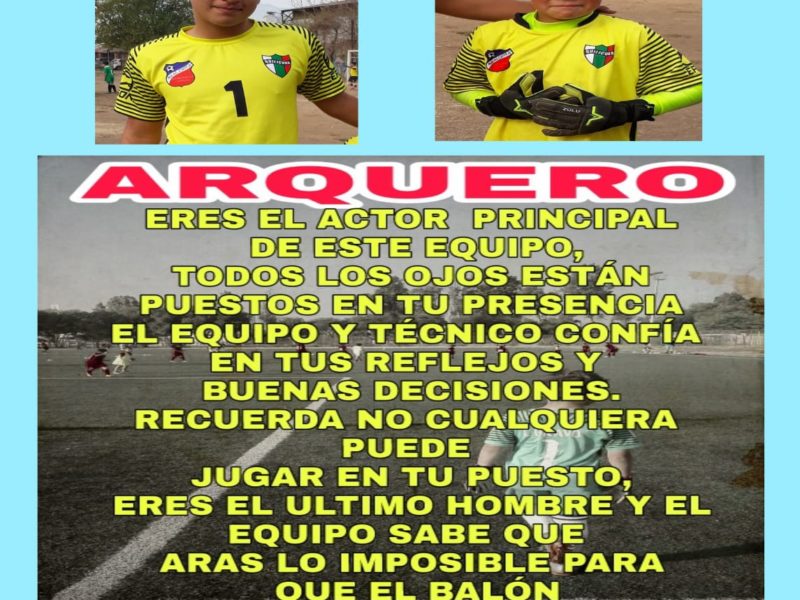 1
ZULU
ARQUERO
ERES EL ACTOR PRINCIPAL
DE ESTE EQUIPO,
TODOS LOS OJOS ESTÁN
PUESTOS EN TU PRESENCIA
EL EQUIPO Y TÉCNICO CONFÍA
EN TUS REFLEJOS Y
BUENAS DECISIONES.
RECUERDA NO CUALQUIERA
PUEDE
JUGAR EN TU PUESTO,
ERES EL ULTIMO HOMBRE Y EL
EQUIPO SABE QUE
ARAS LO IMPOSIBLE PARA
QUE EL BALÓN